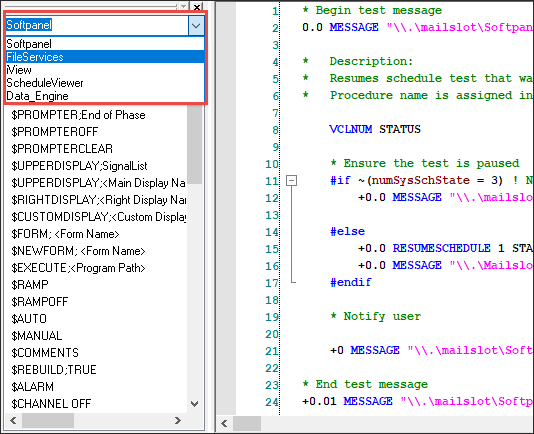 Softpanel
Softpanel
FileServices
iView
ScheduleViewer
Data_Engine
$PROMPTER;End of Phase
$PROMPTEROFF
$PROMPTERCLEAR
$UPPERDISPLAY;SignalList
$UPPERDISPLAY;<Main Display Na
$RIGHTDISPLAY;<Right Display Nam
$CUSTOMDISPLAY;<Custom Display
$FORM; <Form Name>
$NEWFORM; <Form Name>
$EXECUTE;<Program Path>
$RAMP
$RAMPOFF
$AUTO
$MANUAL
$COMMENTS
$REBUILD;TRUE
$ALARM
$CHANNEL OFF
1 * Begin test message
2 0.0 MESSAGE "\\.\mailslot\Softpan
3
4 * Description:
5 * Resumes schedule test that wa
6 * Procedure name is assigned in
7
8 VCLNUM STATUS
9
10 * Ensure the test is paused
11 #if ~(numSysSchState = 3) ! N
12 +0.0 MESSAGE "\\.\mailslot
13
14 #else
15 +0.0 RESUMESCHEDULE 1 STA
16 +0.0 MESSAGE "\\.\Mailslot
17 #endif
18
19 * Notify user
20
21 +0 MESSAGE "\\.\mailslot\Soft
22
23 * End test message
24 +0.01 MESSAGE "\\.\mailslot\Softp